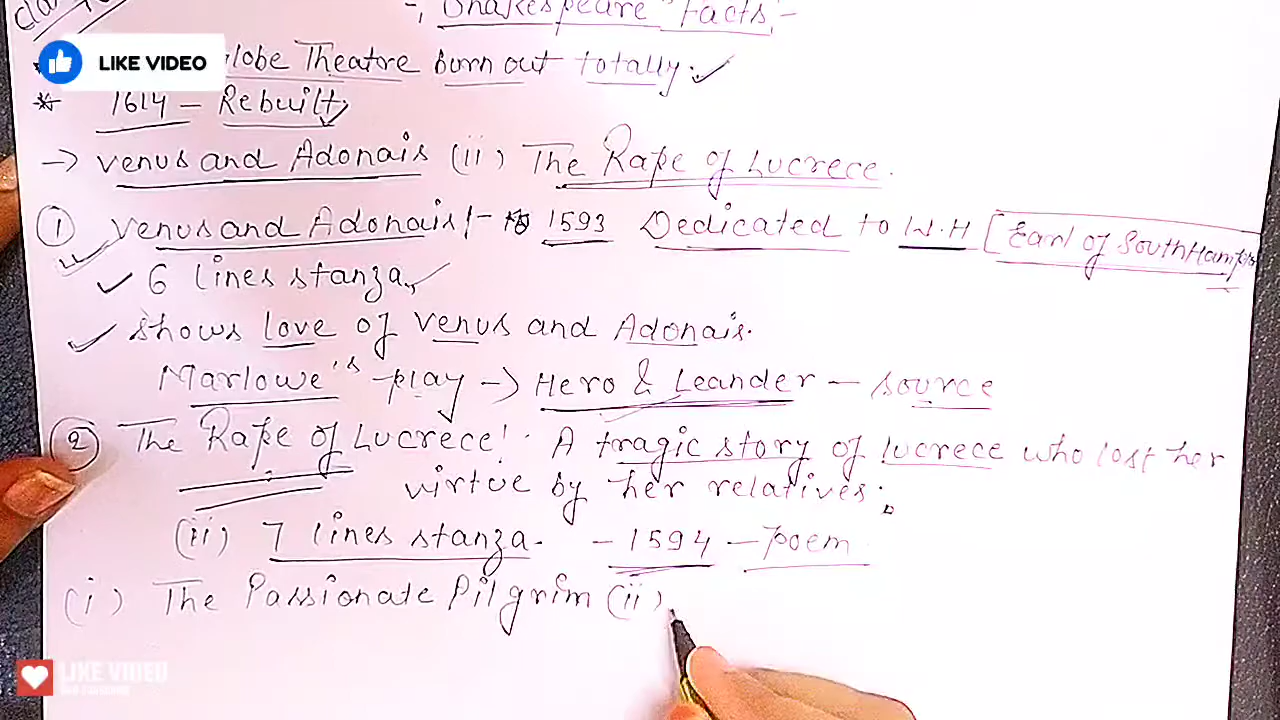 Shakespeare Facts :-
LIKE VIDEO
Globe Theatre burn out totally.
* 1614 - Rebuilt
→ Venus and Adonais (ii) The Rape of Lucrece.
① Venus and Adonais :- 1593 Dedicated to W.H [Earl of SouthHampton
6 lines stanza.
shows love of Venus and Adonais.
Marlowe's play → Hero & Leander - source
② The Rape of Lucrece! A tragic story of lucrece who lost her
virtue by her relatives.
(ii) 7 lines stanza. - 1594 - poem
(i) The Passionate Pilgrim (ii)
LIKE VIDEO